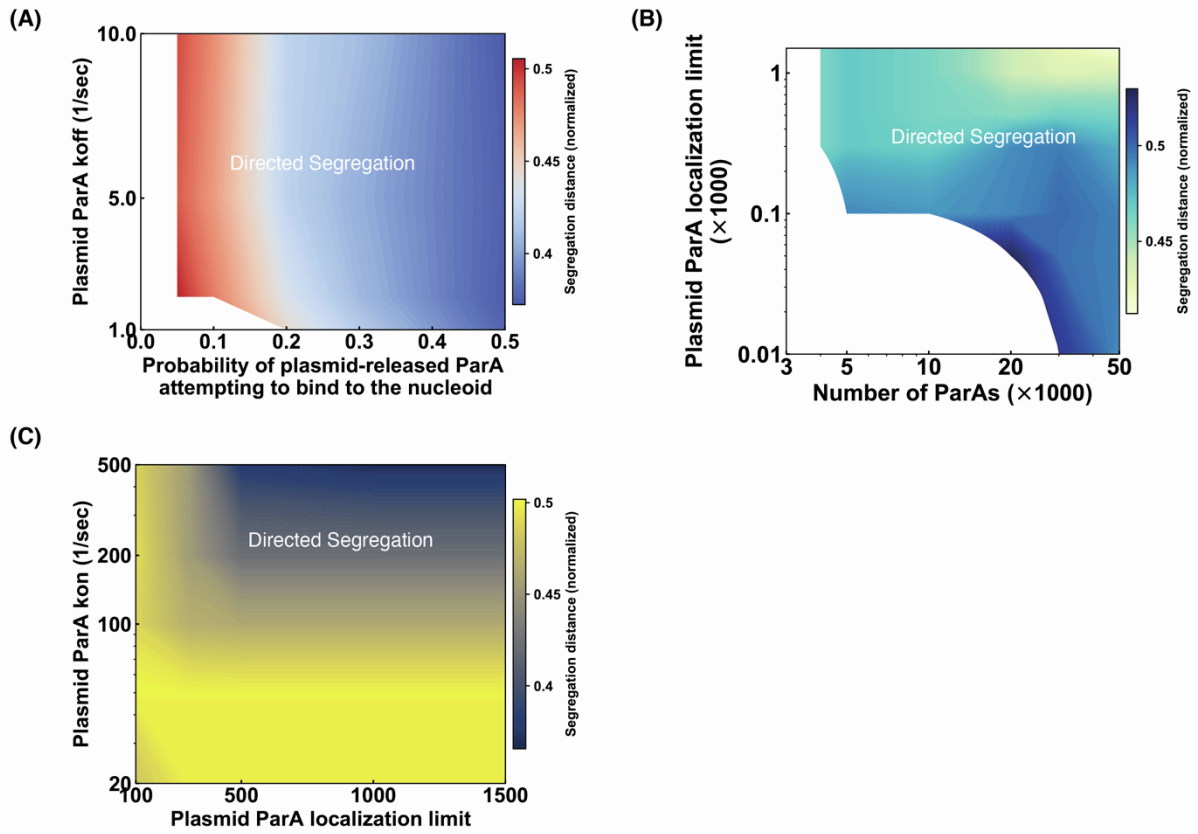 (A)
10.0
5.0
1.0
Plasmid ParA koff (1/sec)
Directed Segregation
0.0 0.1 0.2 0.3 0.4 0.5
Probability of plasmid-released ParA
attempting to bind to the nucleoid
0.5
0.45
0.4
Segregation distance (normalized)
(B)
1
0.1
0.01
Plasmid ParA localization limit
(×1000)
Directed Segregation
3 5 10 20 50
Number of ParAs (×1000)
0.5
0.45
Segregation distance (normalized)
(C)
500
200
100
20
Plasmid ParA kon (1/sec)
Directed Segregation
100 500 1000 1500
Plasmid ParA localization limit
0.5
0.45
0.4
Segregation distance (normalized)